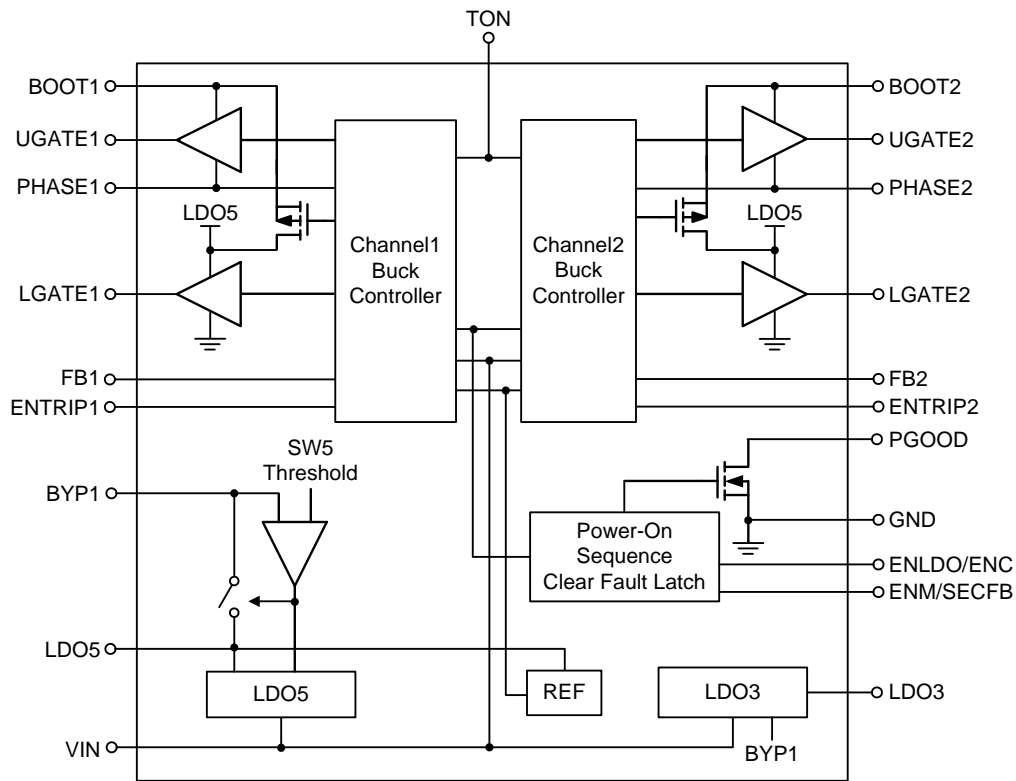 TON
BOOT1
BOOT2
UGATE1
UGATE2
PHASE1
PHASE2
LDO5
LDO5
Channel1
Buck
Controller
Channel2
Buck
Controller
LGATE1
LGATE2
FB1
FB2
ENTRIP1
ENTRIP2
PGOOD
SW5
Threshold
BYP1
GND
Power-On
Sequence
Clear Fault Latch
ENLDO/ENC
ENM/SECFB
LDO5
LDO5
REF
LDO3
LDO3
VIN
BYP1